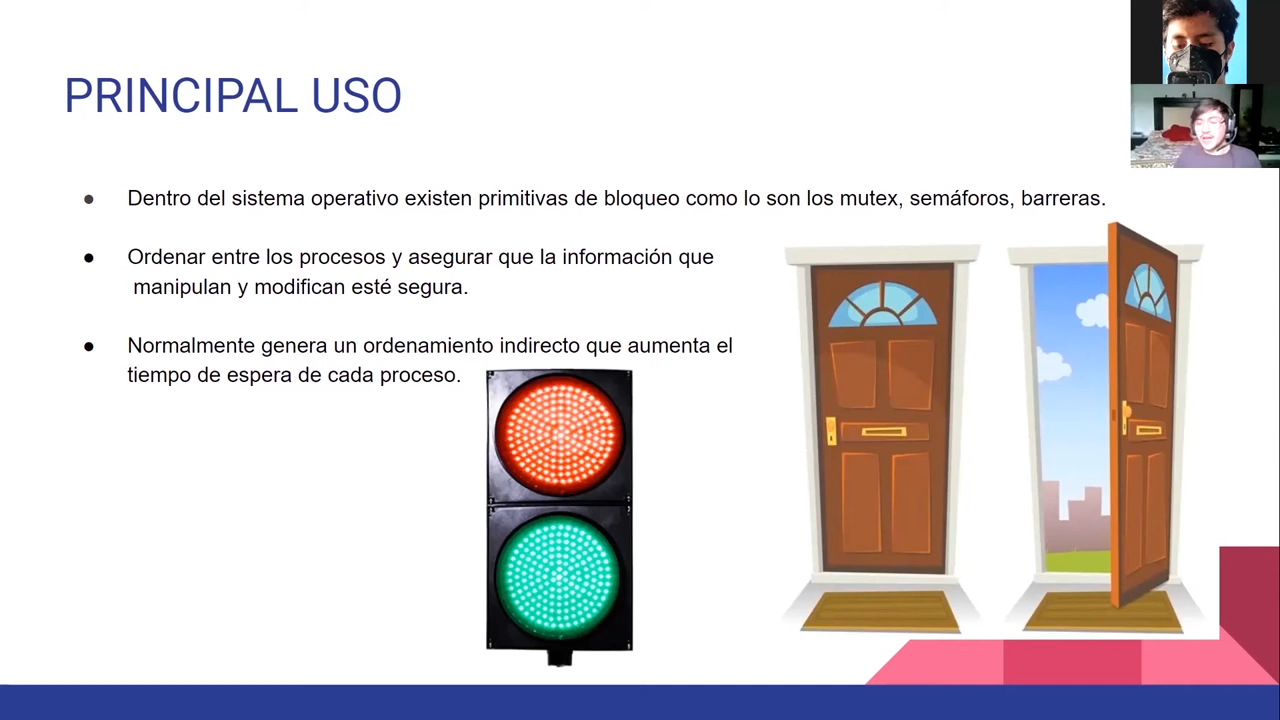 PRINCIPAL USO
● Dentro del sistema operativo existen primitivas de bloqueo como lo son los mutex, semáforos, barreras.
● Ordenar entre los procesos y asegurar que la información que
manipulan y modifican esté segura.
● Normalmente genera un ordenamiento indirecto que aumenta el
tiempo de espera de cada proceso.